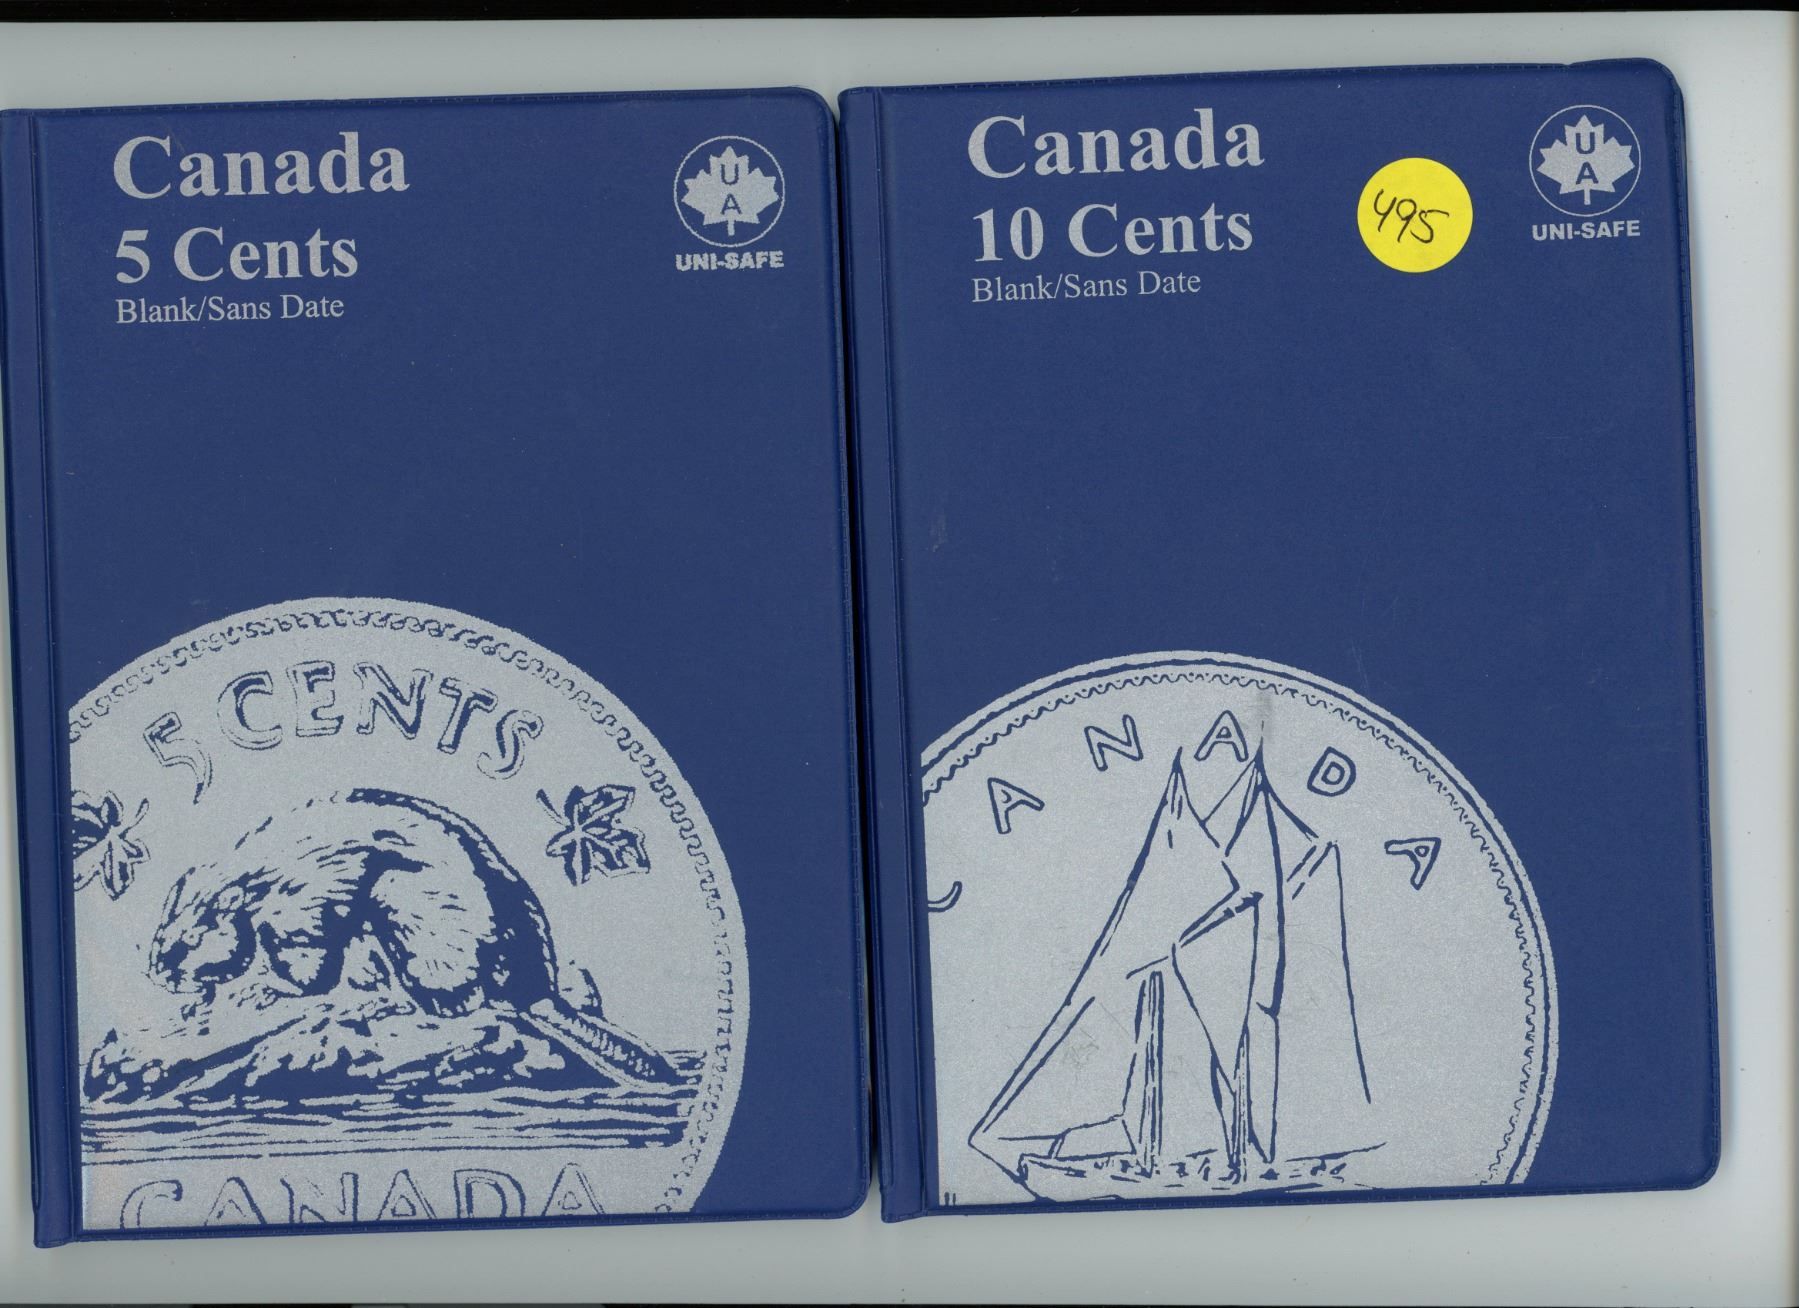 Canada
5 Cents
Blank/Sans Date
U
A
UNI-SAFE
5 CENTS
CANADA
Canada
10 Cents
Blank/Sans Date
495
U
A
UNI-SAFE
CANADA